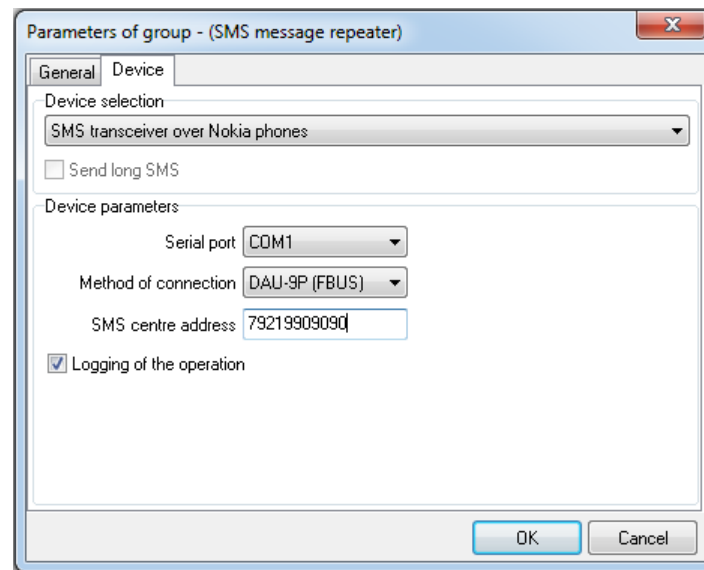 Parameters of group - (SMS message repeater)
General Device
Device selection
SMS transceiver over Nokia phones
Send long SMS
Device parameters
Serial port COM1
Method of connection DAU-9P (FBUS)
SMS centre address 79219909090
Logging of the operation
OK Cancel